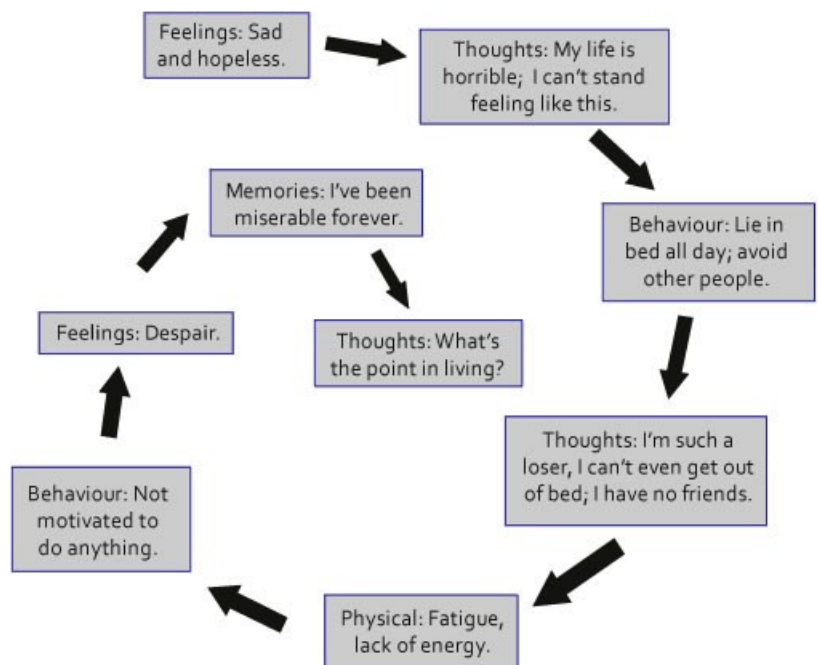 Feelings: Sad
and hopeless.
Thoughts: My life is
horrible; I can't stand
feeling like this.
Behaviour: Lie in
bed all day; avoid
other people.
Thoughts: I'm such a
loser, I can't even get out
of bed; I have no friends.
Physical: Fatigue,
lack of energy.
Behaviour: Not
motivated to
do anything.
Feelings: Despair.
Memories: I've been
miserable forever.
Thoughts: What's
the point in living?